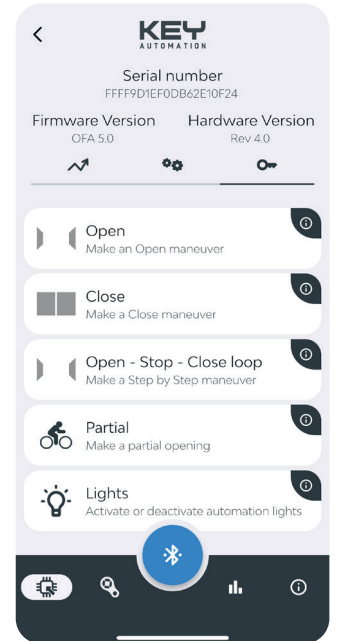 KEY
AUTOMATION
Serial number
FFFF9D1EF0DB62E10F24
Firmware Version Hardware Version
OFA 5.0 Rev 4.0
Open
Make an Open maneuver
Close
Make a Close maneuver
Open - Stop - Close loop
Make a Step by Step maneuver
Partial
Make a partial opening
Lights
Activate or deactivate automation lights